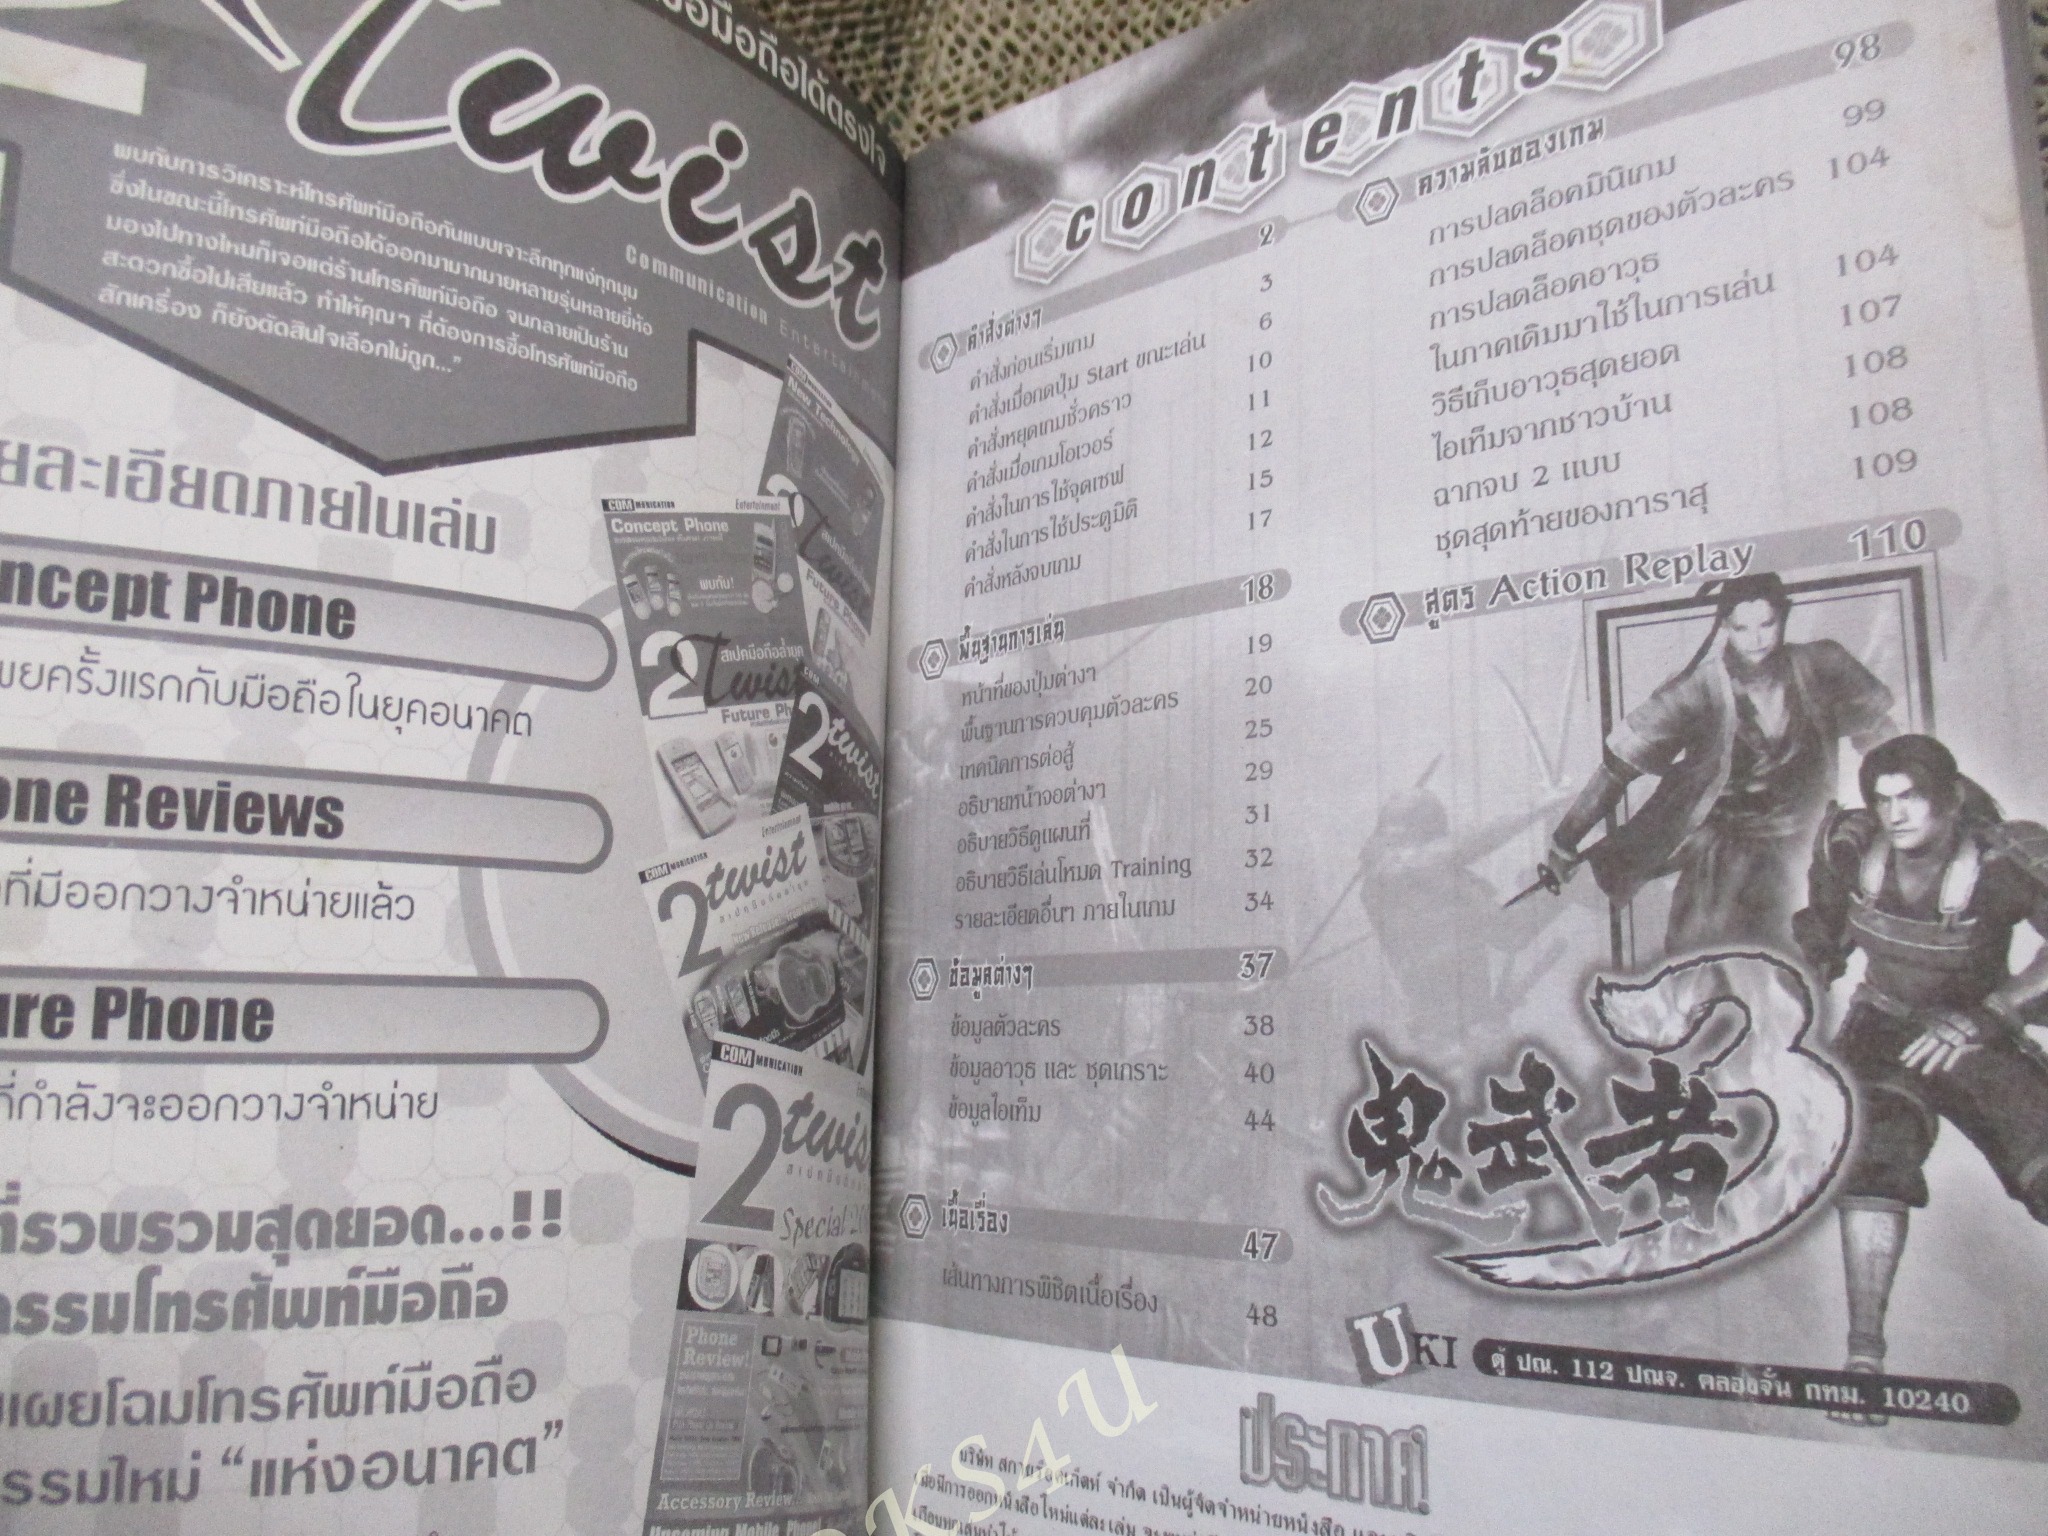 Twist
Communication Entertainment
พบกับการวิเคราะห์โทรศัพท์มือถือกันแบบเจาะลึกทุกแง่ทุกมุม
ซึ่งในขณะนี้โทรศัพท์มือถือได้ออกมามากมายหลายรุ่นหลายยี่ห้อ
มองไปทางไหนก็เจอแต่ร้านโทรศัพท์มือถือ จนกลายเป็นร้าน
สะดวกซื้อไปเสียแล้ว ทำให้คุณๆ ที่ต้องการซื้อโทรศัพท์มือถือ
สักเครื่อง ก็ยังตัดสินใจเลือกไม่ถูก..."
ยละเอียดภายในเล่ม
oncept Phone
ผยครั้งแรกกับมือถือในยุคอนาคต
one Reviews
ที่มีออกวางจำหน่ายแล้ว
ure Phone
ที่กำลังจะออกวางจำหน่าย
ที่รวบรวมสุดยอด...!!
กรรมโทรศัพท์มือถือ
เผยโฉมโทรศัพท์มือถือ
รรมใหม่ "แห่งอนาคต"
New Technology
COMMUNICATION Entertainment
Concept Phone
พบกัน!
2 Twist
สเปคมือถือล้ำยุค
Future Phone
2 twist
COMMUNICATION Entertainment
2 twist
COMMUNICATION
2 twist
Special
Phone Review!
Accessory Review...
Upcoming Mobile Phone!
contents
คำสั่งต่างๆ 2
คำสั่งก่อนเริ่มเกม 3
คำสั่งเมื่อกดปุ่ม Start ขณะเล่น 6
คำสั่งหยุดเกมชั่วคราว 10
คำสั่งเมื่อเกมโอเวอร์ 11
คำสั่งในการใช้จุดเซฟ 12
คำสั่งในการใช้ประตูมิติ 15
คำสั่งหลังจบเกม 17
พื้นฐานการเล่น 18
หน้าที่ของปุ่มต่างๆ 19
พื้นฐานการควบคุมตัวละคร 20
เทคนิคการต่อสู้ 25
อธิบายหน้าจอต่างๆ 29
อธิบายวิธีดูแผนที่ 31
อธิบายวิธีเล่นโหมด Training 32
รายละเอียดอื่นๆ ภายในเกม 34
ข้อมูลต่างๆ 37
ข้อมูลตัวละคร 38
ข้อมูลอาวุธ และ ชุดเกราะ 40
ข้อมูลไอเท็ม 44
เนื้อเรื่อง 47
เส้นทางการพิชิตเนื้อเรื่อง 48
ความลับของเกม 98
การปลดล็อคมินิเกม 99
การปลดล็อคชุดของตัวละคร 104
การปลดล็อคอาวุธ
ในภาคเดิมมาใช้ในการเล่น 104
วิธีเก็บอาวุธสุดยอด 107
ไอเท็มจากชาวบ้าน 108
ฉากจบ 2 แบบ 108
ชุดสุดท้ายของการาสุ 109
สูตร Action Replay 110
鬼武者3
UKI
ตู้ ปณ. 112 ปณจ. คลองจั่น กทม. 10240
ประกาศ